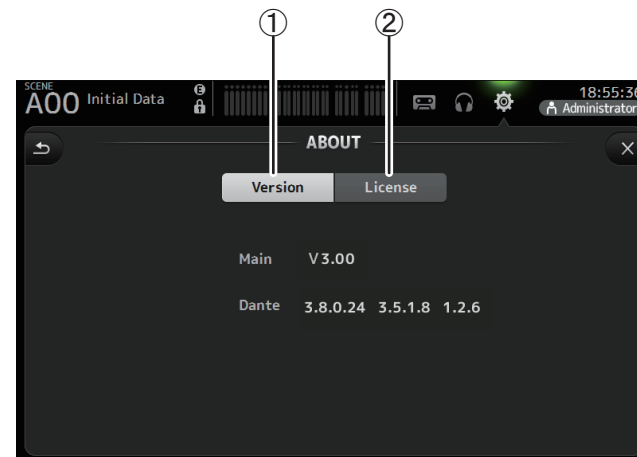 ① ②
SCENE
A00 Initial Data E 18:55:36
Administrator
ABOUT
Version License
Main V3.00
Dante 3.8.0.24 3.5.1.8 1.2.6